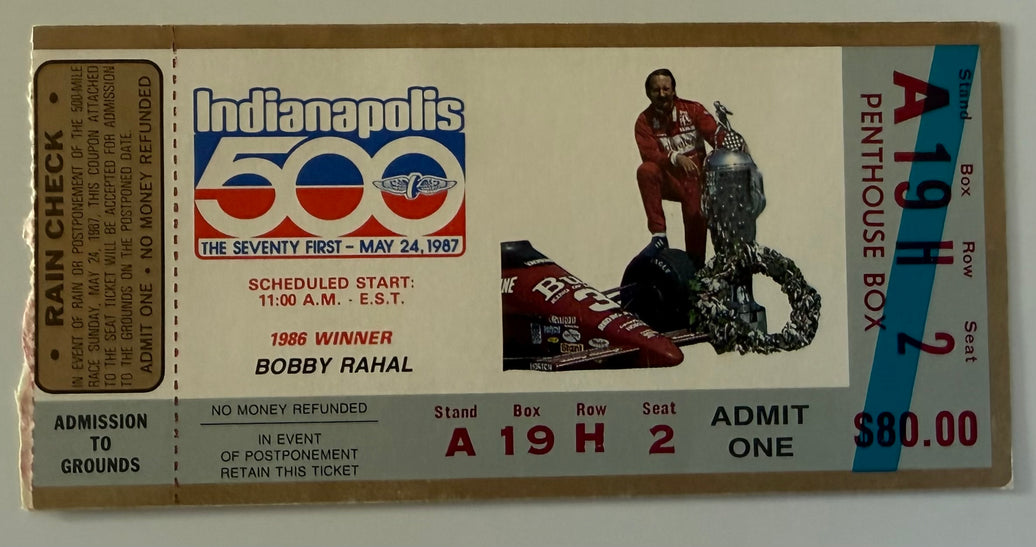 • RAIN CHECK •
IN EVENT OF RAIN OR POSTPONEMENT OF THE 500-MILE
RACE SUNDAY, MAY 24, 1987, THIS COUPON ATTACHED
TO THE SEAT TICKET WILL BE ACCEPTED FOR ADMISSION
TO THE GROUNDS ON THE POSTPONED DATE.
ADMIT ONE • NO MONEY REFUNDED
ADMISSION
TO
GROUNDS
Indianapolis
500
THE SEVENTY FIRST – MAY 24, 1987
SCHEDULED START:
11:00 A.M. - E.S.T.
1986 WINNER
BOBBY RAHAL
NO MONEY REFUNDED
IN EVENT
OF POSTPONEMENT
RETAIN THIS TICKET
Stand Box Row Seat
A 19 H 2
ADMIT
ONE
Bu
3
Stand Box Row Seat
A 19 H 2
PENTHOUSE BOX
$80.00